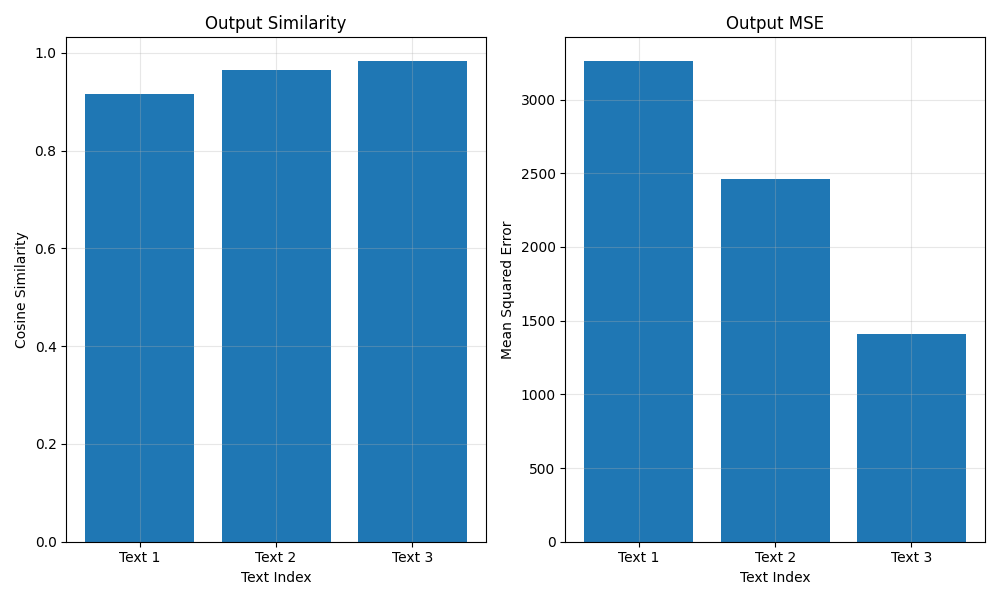 Output Similarity
Cosine Similarity
1.0
0.8
0.6
0.4
0.2
0.0
Text 1 Text 2 Text 3
Text Index
Output MSE
Mean Squared Error
3000
2500
2000
1500
1000
500
0
Text 1 Text 2 Text 3
Text Index